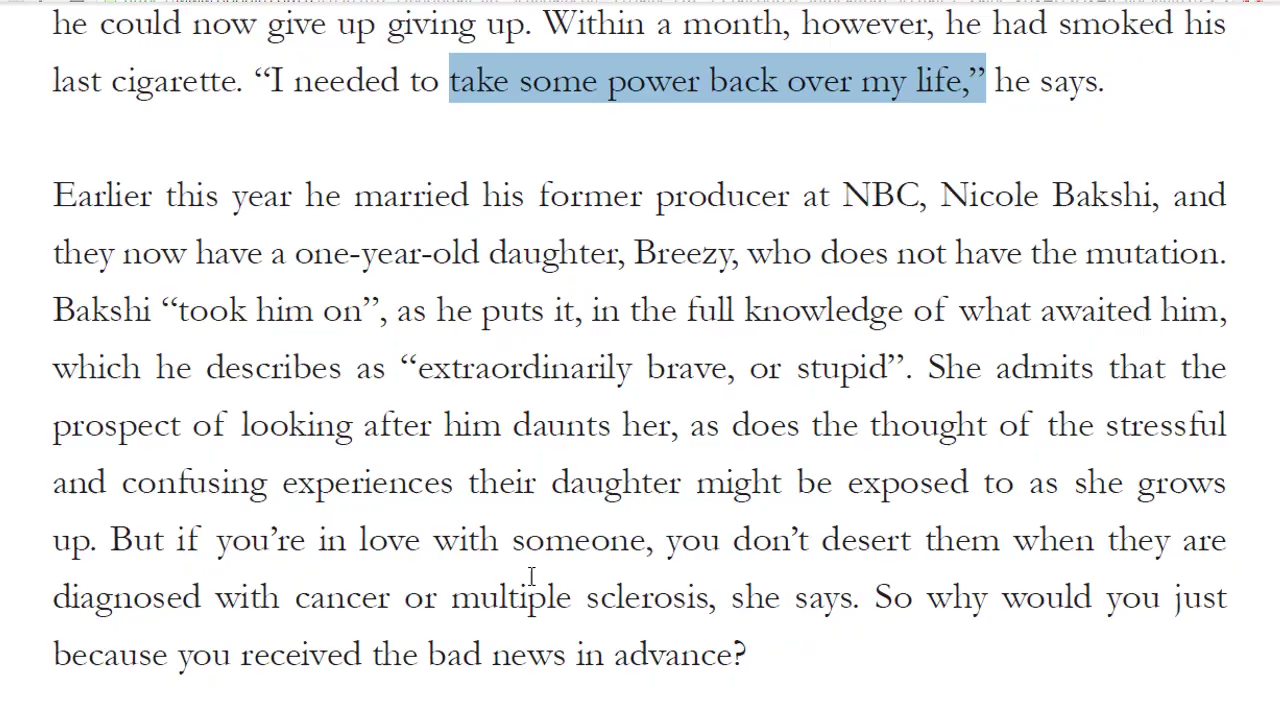 he could now give up giving up. Within a month, however, he had smoked his
last cigarette. “I needed to take some power back over my life,” he says.
Earlier this year he married his former producer at NBC, Nicole Bakshi, and
they now have a one-year-old daughter, Breezy, who does not have the mutation.
Bakshi “took him on”, as he puts it, in the full knowledge of what awaited him,
which he describes as “extraordinarily brave, or stupid”. She admits that the
prospect of looking after him daunts her, as does the thought of the stressful
and confusing experiences their daughter might be exposed to as she grows
up. But if you’re in love with someone, you don’t desert them when they are
diagnosed with cancer or multiple sclerosis, she says. So why would you just
because you received the bad news in advance?